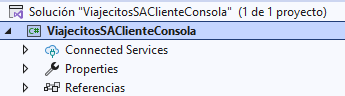 Solución "ViajecitosSAClienteConsola" (1 de 1 proyecto)
C# ViajecitosSAClienteConsola
Connected Services
Properties
Referencias